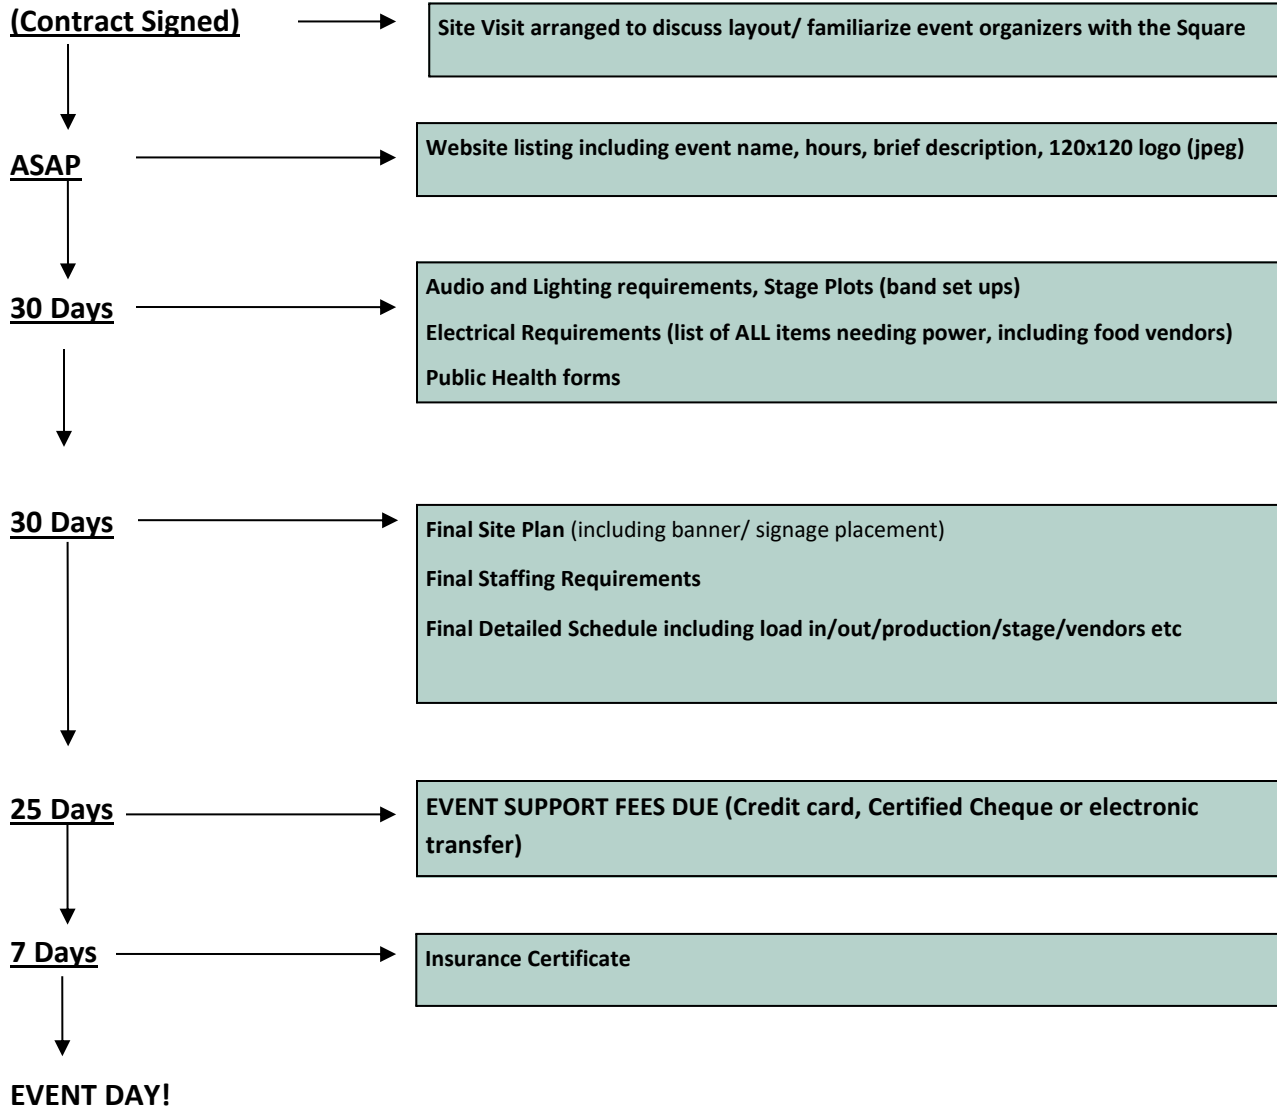 (Contract Signed)
Site Visit arranged to discuss layout/ familiarize event organizers with the Square
ASAP
Website listing including event name, hours, brief description, 120x120 logo (jpeg)
30 Days
Audio and Lighting requirements, Stage Plots (band set ups)
Electrical Requirements (list of ALL items needing power, including food vendors)
Public Health forms
30 Days
Final Site Plan (including banner/ signage placement)
Final Staffing Requirements
Final Detailed Schedule including load in/out/production/stage/vendors etc
25 Days
EVENT SUPPORT FEES DUE (Credit card, Certified Cheque or electronic
transfer)
7 Days
Insurance Certificate
EVENT DAY!